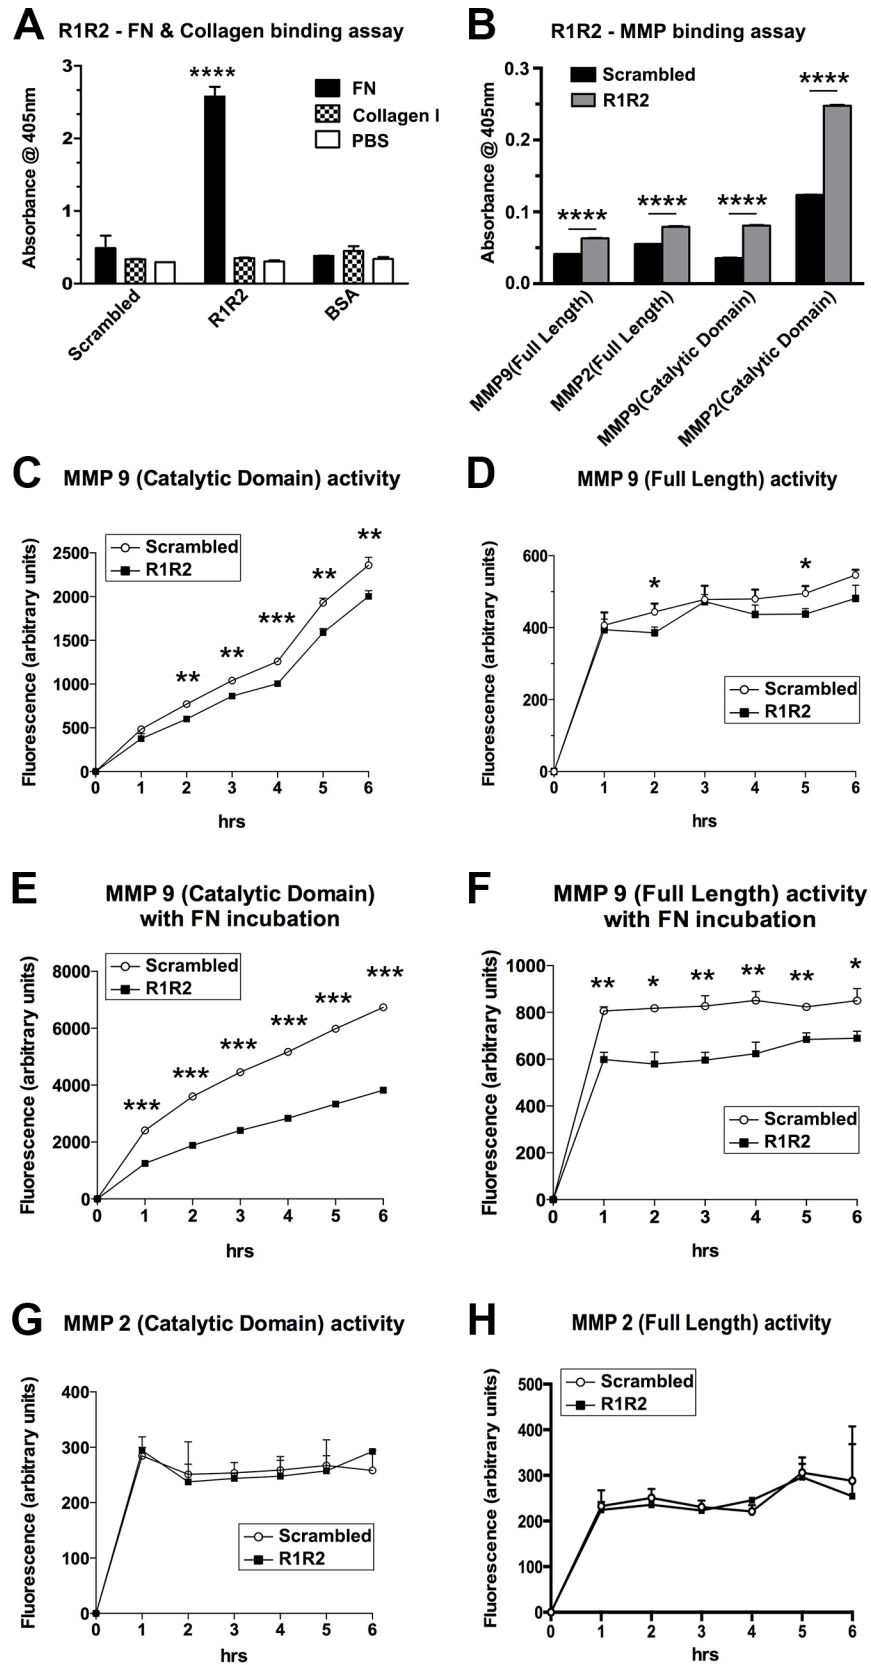 A
R1R2 - FN & Collagen binding assay
Absorbance @ 405nm
3
2
1
0
****
FN
Collagen I
PBS
Scrambled
R1R2
BSA
B
R1R2 - MMP binding assay
Absorbance @ 405nm
0.3
0.2
0.1
0.0
Scrambled
R1R2
****
****
****
****
MMP9(Full Length)
MMP2(Full Length)
MMP9(Catalytic Domain)
MMP2(Catalytic Domain)
C
MMP 9 (Catalytic Domain) activity
Fluorescence (arbitrary units)
2500
2000
1500
1000
500
0
Scrambled
R1R2
**
**
***
**
**
0 1 2 3 4 5 6
hrs
D
MMP 9 (Full Length) activity
Fluorescence (arbitrary units)
600
400
200
0
*
*
Scrambled
R1R2
0 1 2 3 4 5 6
hrs
E
MMP 9 (Catalytic Domain)
with FN incubation
Fluorescence (arbitrary units)
8000
6000
4000
2000
0
Scrambled
R1R2
***
***
***
***
***
***
0 1 2 3 4 5 6
hrs
F
MMP 9 (Full Length) activity
with FN incubation
Fluorescence (arbitrary units)
1000
800
600
400
200
0
** * ** ** ** *
Scrambled
R1R2
0 1 2 3 4 5 6
hrs
G
MMP 2 (Catalytic Domain) activity
Fluorescence (arbitrary units)
400
300
200
100
0
Scrambled
R1R2
0 1 2 3 4 5 6
hrs
H
MMP 2 (Full Length) activity
Fluorescence (arbitrary units)
500
400
300
200
100
0
Scrambled
R1R2
0 1 2 3 4 5 6
hrs